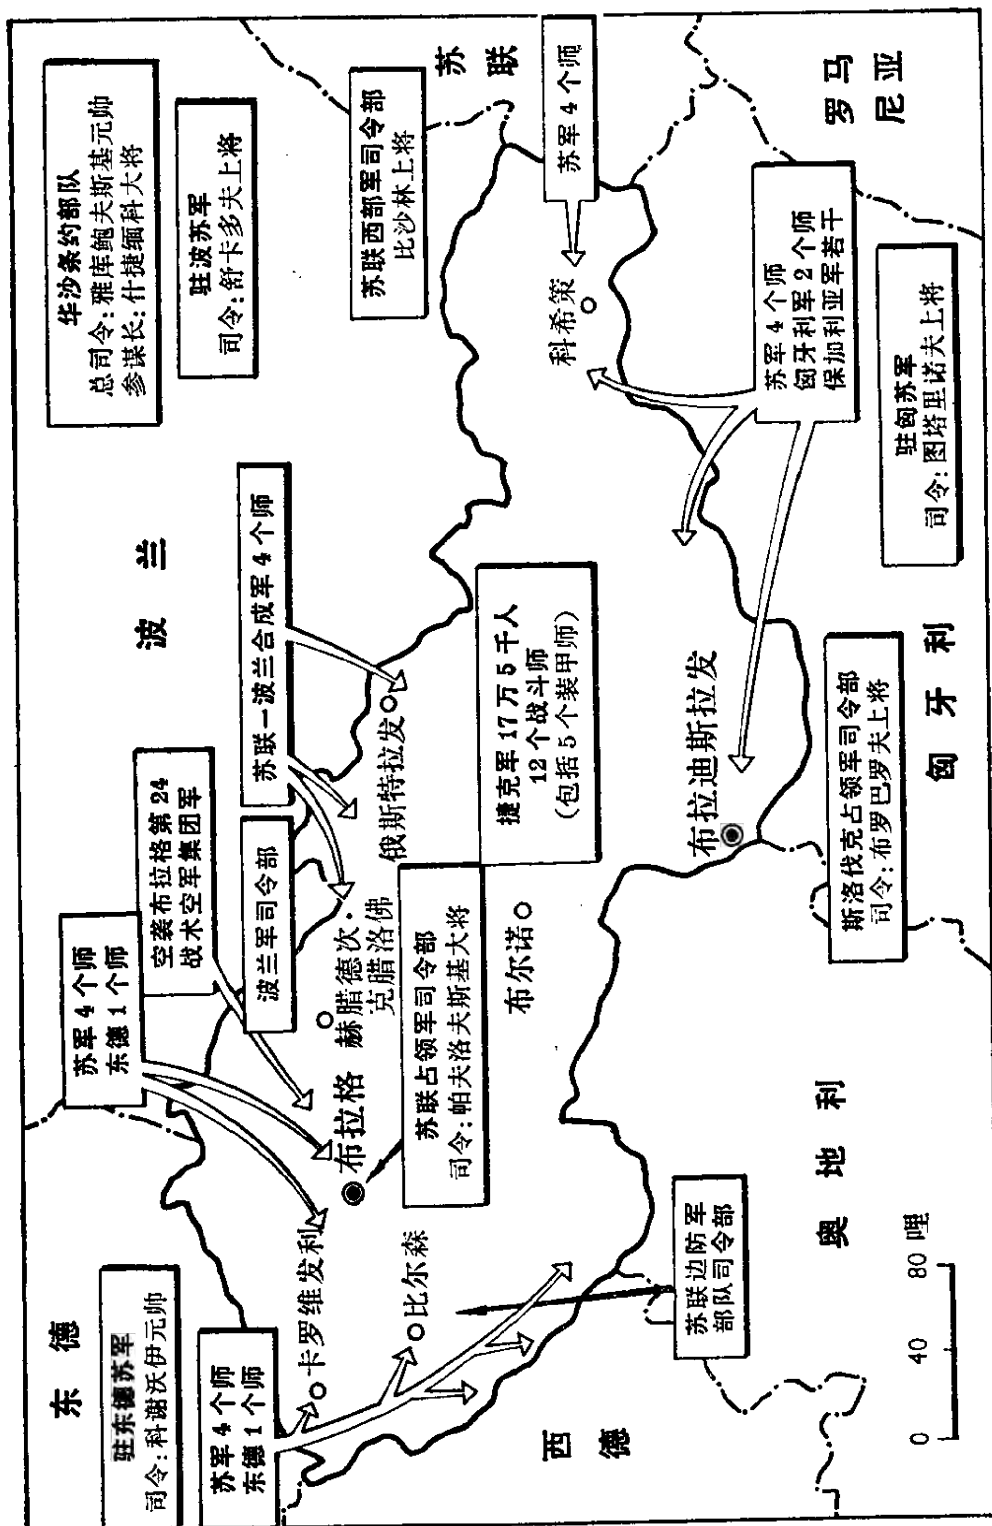 东德
驻东德苏军
司令:科谢沃伊元帅
苏军4个师
东德1个师
苏军4个师
东德1个师
空袭布拉格第24
战术空军集团军
波兰军司令部
波兰
苏联-波兰合成军4个师
华沙条约部队
总司令:雅库鲍夫斯基元帅
参谋长:什捷缅科大将
驻波苏军
司令:舒卡多夫上将
苏联西部军司令部
比沙林上将
苏联
苏军4个师
罗马
尼亚
卡罗维发利
比尔森
布拉格
赫腊德次·
克腊洛佛
俄斯特拉发
布尔诺
科希策
布拉迪斯拉发
苏联占领军司令部
司令:帕夫洛夫斯基大将
捷克军17万5千人
12个战斗师
(包括5个装甲师)
苏军4个师
匈牙利军2个师
保加利亚军若干
驻匈苏军
司令:图塔里诺夫上将
斯洛伐克占领军司令部
司令:布罗巴罗夫上将
匈牙利
苏联边防军
部队司令部
西德
奥地利
0 40 80哩